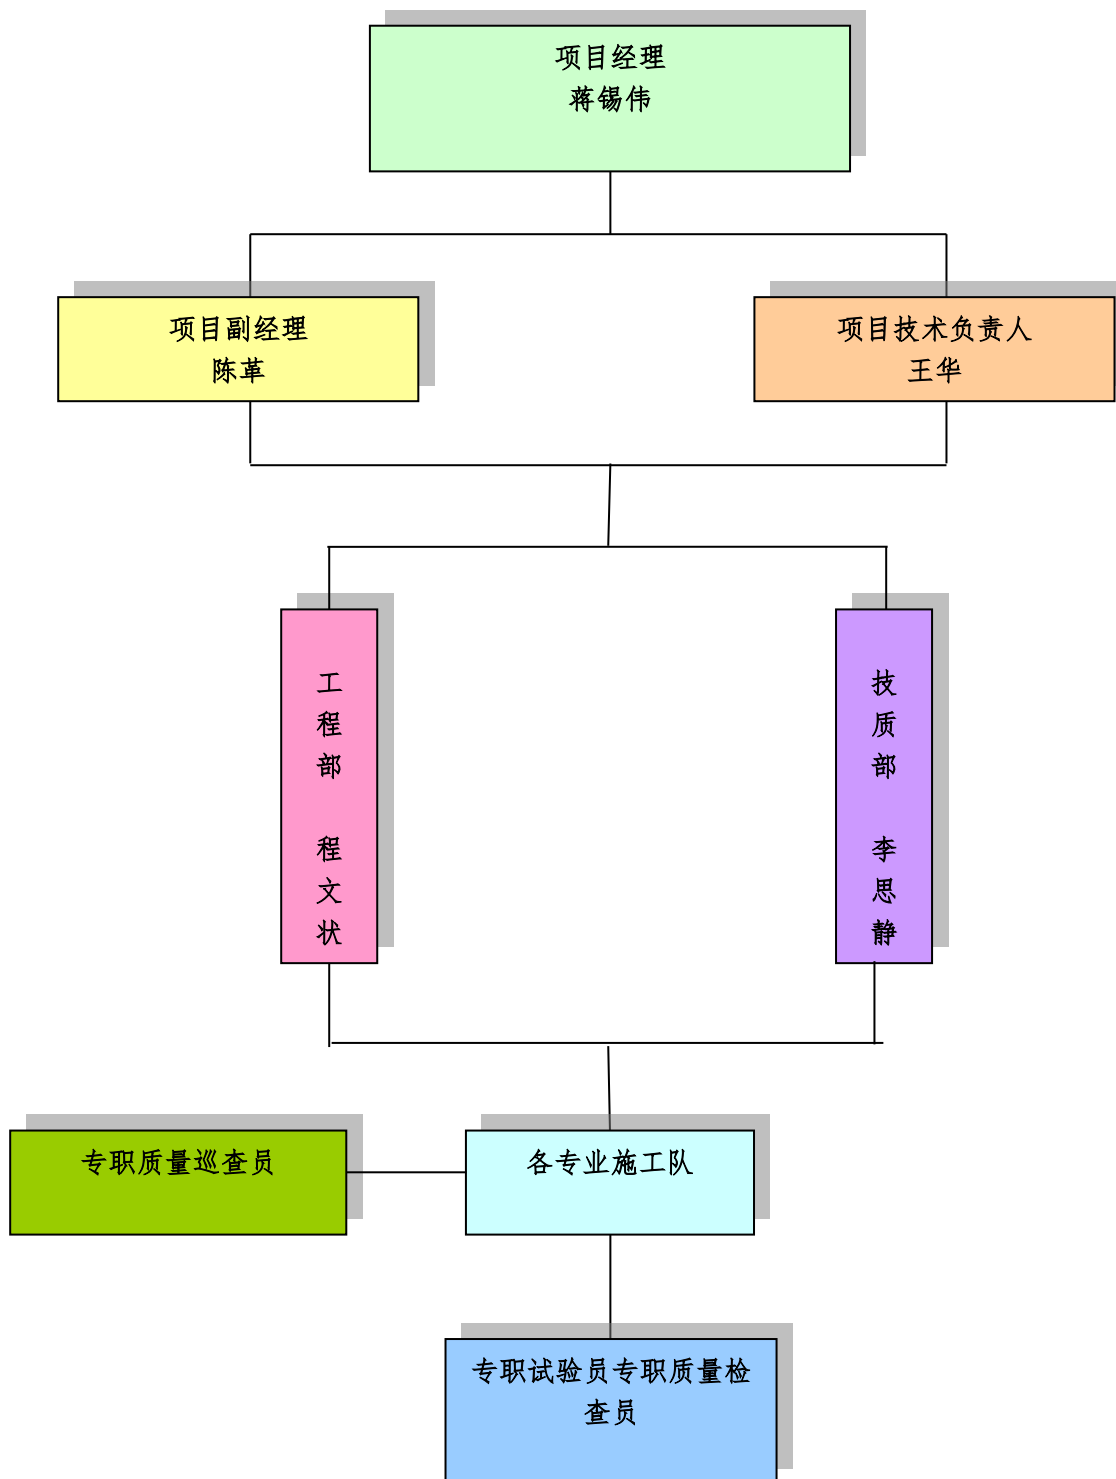 项目经理
蒋锡伟
项目副经理
陈革
项目技术负责人
王华
工程部 程文状
技质部 李思静
专职质量巡查员
各专业施工队
专职试验员专职质量检
查员